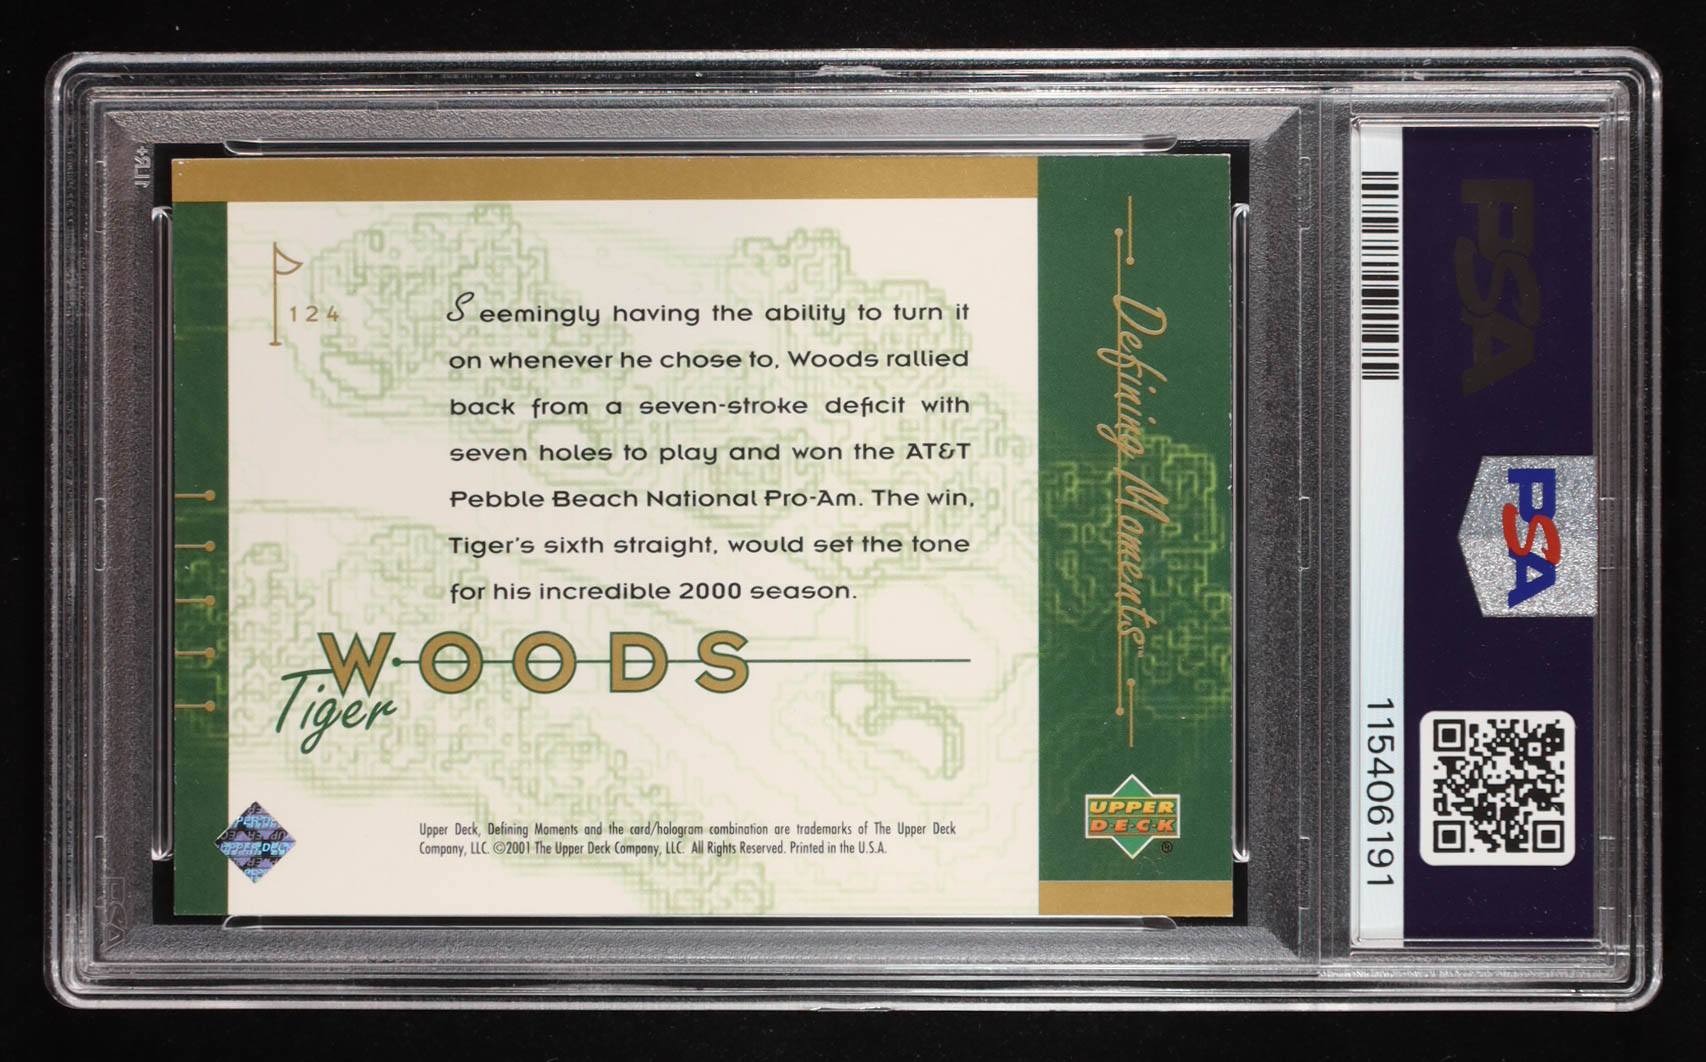 124
Seemingly having the ability to turn it
on whenever he chose to, Woods rallied
back from a seven-stroke deficit with
seven holes to play and won the AT&T
Pebble Beach National Pro-Am. The win,
Tiger's sixth straight, would set the tone
for his incredible 2000 season.
WOODS
Tiger
Upper Deck, Defining Moments and the card/hologram combination are trademarks of The Upper Deck
Company, LLC. ©2001 The Upper Deck Company, LLC. All Rights Reserved. Printed in the U.S.A.
Defining Moments™
UPPER
D·E·C·K
®
115406191
PSA
PSA
PSA